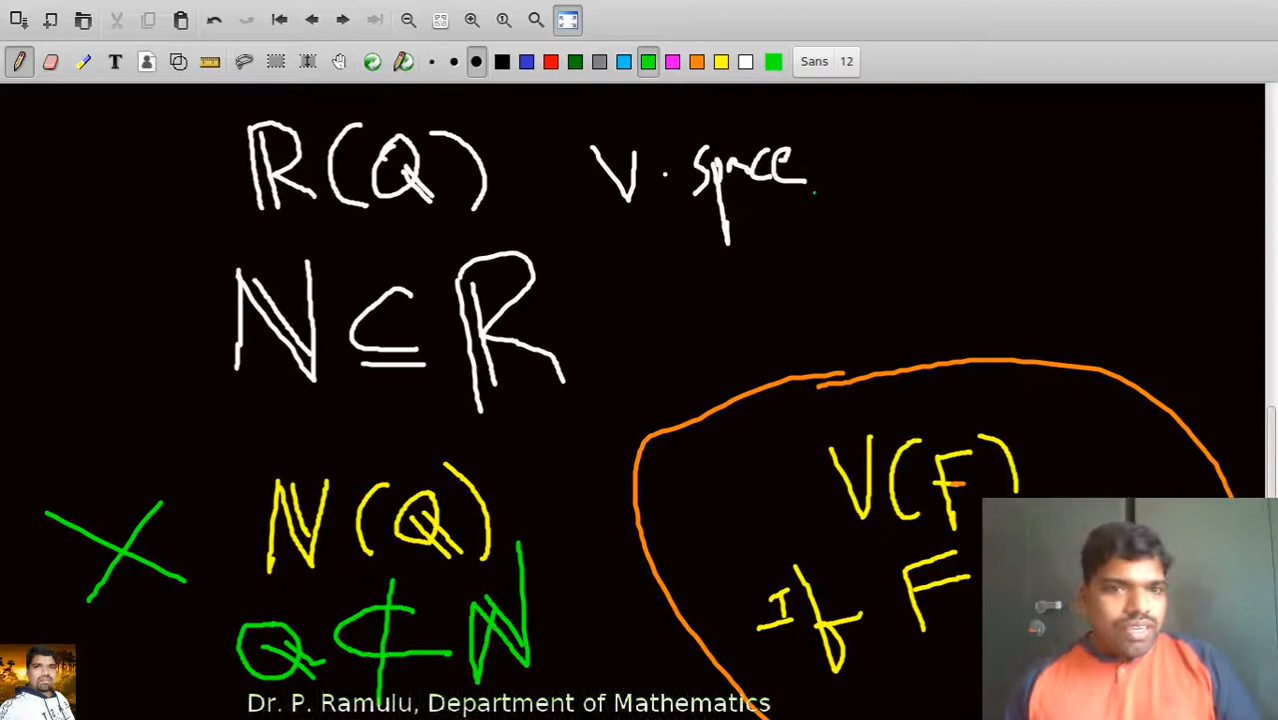 Sans 12
ℝ(ℚ) V. space
ℕ ⊆ ℝ
V(F)
ℕ(ℚ)
If F
ℚ ⊄ ℕ
Dr. P. Ramulu, Department of Mathematics